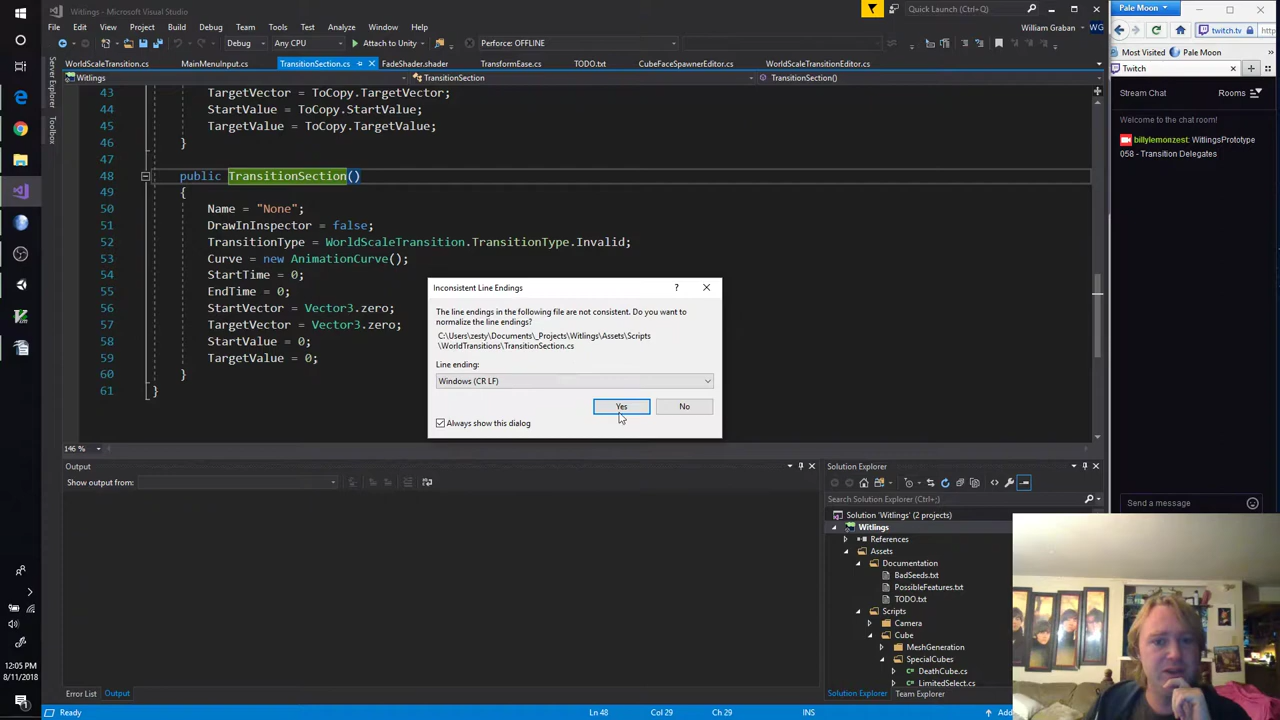 Witlings - Microsoft Visual Studio
Quick Launch (Ctrl+Q)
File Edit View Project Build Debug Team Tools Test Analyze Window Help
William Graban WG
Debug Any CPU Attach to Unity Perforce: OFFLINE
WorldScaleTransition.cs MainMenuInput.cs TransitionSection.cs FadeShader.shader TransformEase.cs TODO.txt CubeFaceSpawnerEditor.cs WorldScaleTransitionEditor.cs
Witlings TransitionSection TransitionSection()
Server Explorer
Toolbox
43 TargetVector = ToCopy.TargetVector;
44 StartValue = ToCopy.StartValue;
45 TargetValue = ToCopy.TargetValue;
46 }
47
48 public TransitionSection()
49 {
50 Name = "None";
51 DrawInInspector = false;
52 TransitionType = WorldScaleTransition.TransitionType.Invalid;
53 Curve = new AnimationCurve();
54 StartTime = 0;
55 EndTime = 0;
56 StartVector = Vector3.zero;
57 TargetVector = Vector3.zero;
58 StartValue = 0;
59 TargetValue = 0;
60 }
61 }
146 %
Inconsistent Line Endings
The line endings in the following file are not consistent. Do you want to
normalize the line endings?
C:\Users\zesty\Documents\_Projects\Witlings\Assets\Scripts
\WorldTransitions\TransitionSection.cs
Line ending:
Windows (CR LF)
Yes No
Always show this dialog
Output
Show output from:
Error List Output
Solution Explorer
Search Solution Explorer (Ctrl+;)
Solution 'Witlings' (2 projects)
Witlings
References
Assets
Documentation
BadSeeds.txt
PossibleFeatures.txt
TODO.txt
Scripts
Camera
Cube
MeshGeneration
SpecialCubes
DeathCube.cs
LimitedSelect.cs
Solution Explorer Team Explorer
Ready Ln 48 Col 29 Ch 29 INS Add
12:05 PM
8/11/2018
Pale Moon
twitch.tv http
Most Visited Pale Moon
Twitch
Stream Chat Rooms
Welcome to the chat room!
billylemonzest: WitlingsPrototype
058 - Transition Delegates
Send a message